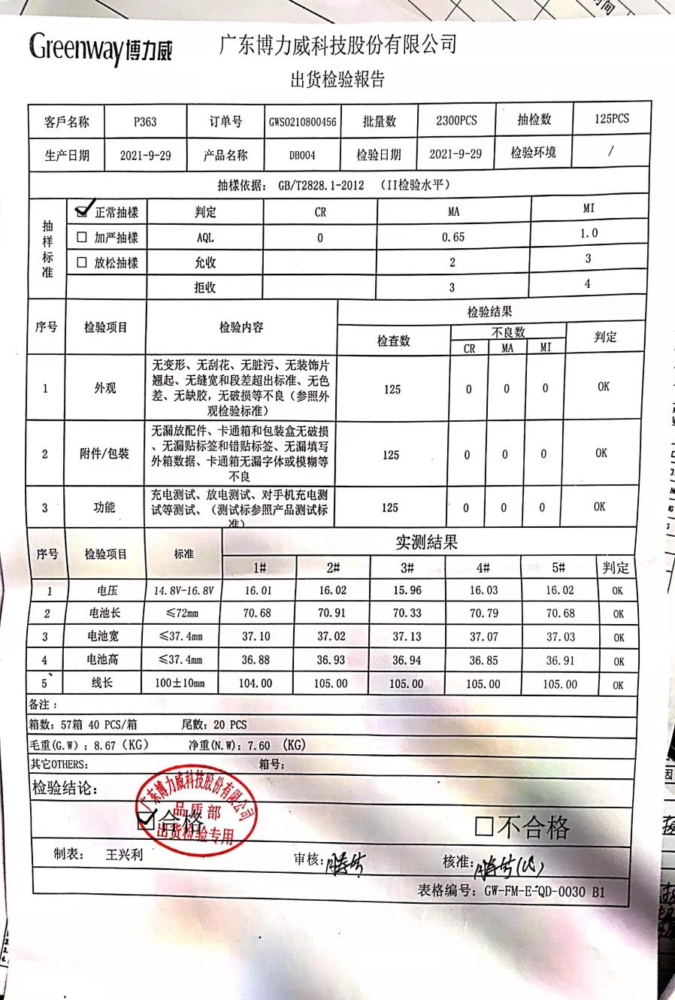 Greenway博力威 广东博力威科技股份有限公司
出货检验報告
客戶名称 P363 订单号 GWSO210800456 批量数 2300PCS 抽检数 125PCS
生产日期 2021-9-29 产品名称 DB004 检验日期 2021-9-29 检验环境 /
抽樣依据: GB/T2828.1-2012 (II检验水平)
抽样标准
正常抽樣 判定 CR MA MI
加严抽樣 AQL 0 0.65 1.0
放松抽樣 允收 2 3
拒收 3 4
序号 检验项目 检验内容 检验结果
检查数 不良数 判定
CR MA MI
1 外观 125 0 0 0 OK
无变形、无刮花、无脏污、无装饰片
翘起、无缝宽和段差超出标准、无色
差、无缺胶，无破损等不良（参照外
观检验标准）
2 附件/包装 125 0 0 0 OK
无漏放配件、卡通箱和包装盒无破损
、无漏贴标签和错贴标签、无漏填写
外箱数据、卡通箱无漏字体或模糊等
不良
3 功能 125 0 0 0 OK
充电测试、放电测试、对手机充电测
试等测试、（测试标参照产品测试标
准）
序号 检验项目 标准 实测結果
1# 2# 3# 4# 5# 判定
1 电压 14.8V-16.8V 16.01 16.02 15.96 16.03 16.02 OK
2 电池长 ≤72mm 70.68 70.91 70.33 70.79 70.68 OK
3 电池宽 ≤37.4mm 37.10 37.02 37.13 37.07 37.03 OK
4 电池高 ≤37.4mm 36.88 36.93 36.94 36.85 36.91 OK
5 线长 100±10mm 104.00 105.00 105.00 105.00 105.00 OK
备注：
箱数: 57箱 40 PCS/箱 尾數: 20 PCS
毛重(G.W)：8.67（KG） 净重(N.W): 7.60 (KG)
其它OTHERS: 箱号:
检验结论:
合格 不合格
广东博力威科技股份有限公司
品质部
出货检验专用
制表: 王兴利 审核: 核准:
表格编号: GW-FM-E-QD-0030 B1